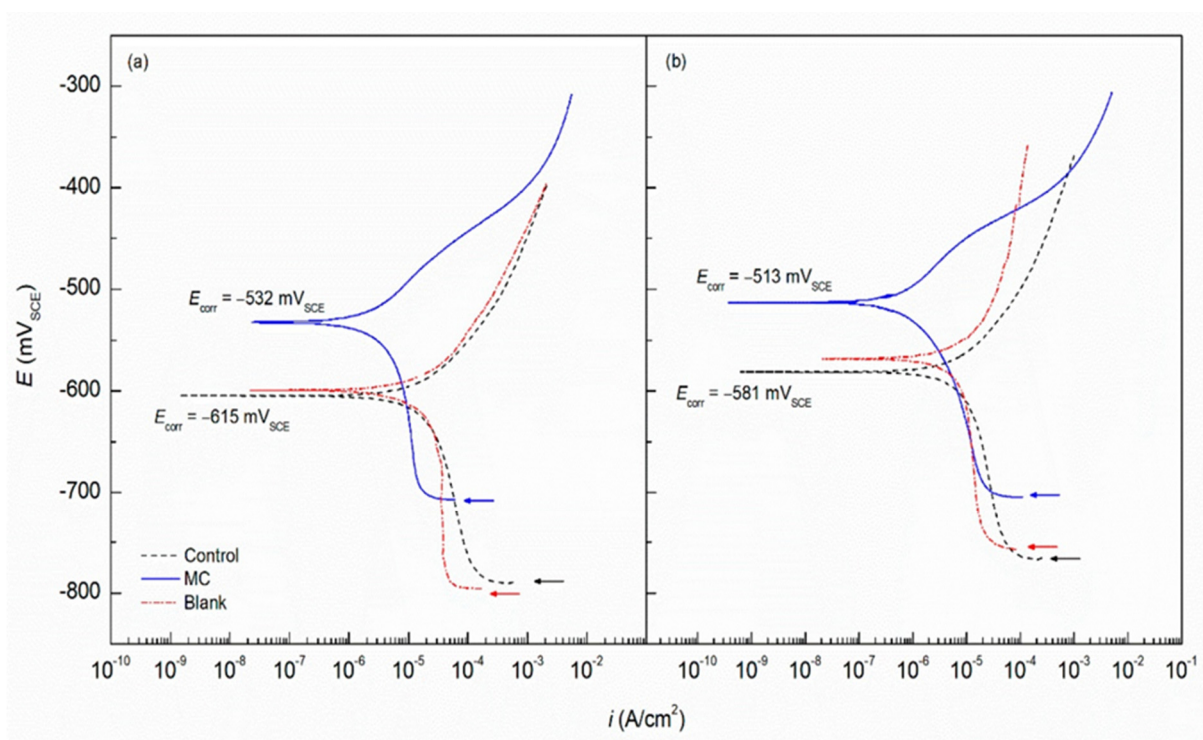 (a)
(b)
-300
-400
-500
-600
-700
-800
E (mV_SCE)
E_corr = −532 mV_SCE
E_corr = −615 mV_SCE
E_corr = −513 mV_SCE
E_corr = −581 mV_SCE
Control
MC
Blank
10^-10 10^-9 10^-8 10^-7 10^-6 10^-5 10^-4 10^-3 10^-2
10^-10 10^-9 10^-8 10^-7 10^-6 10^-5 10^-4 10^-3 10^-2 10^-1
i (A/cm^2)